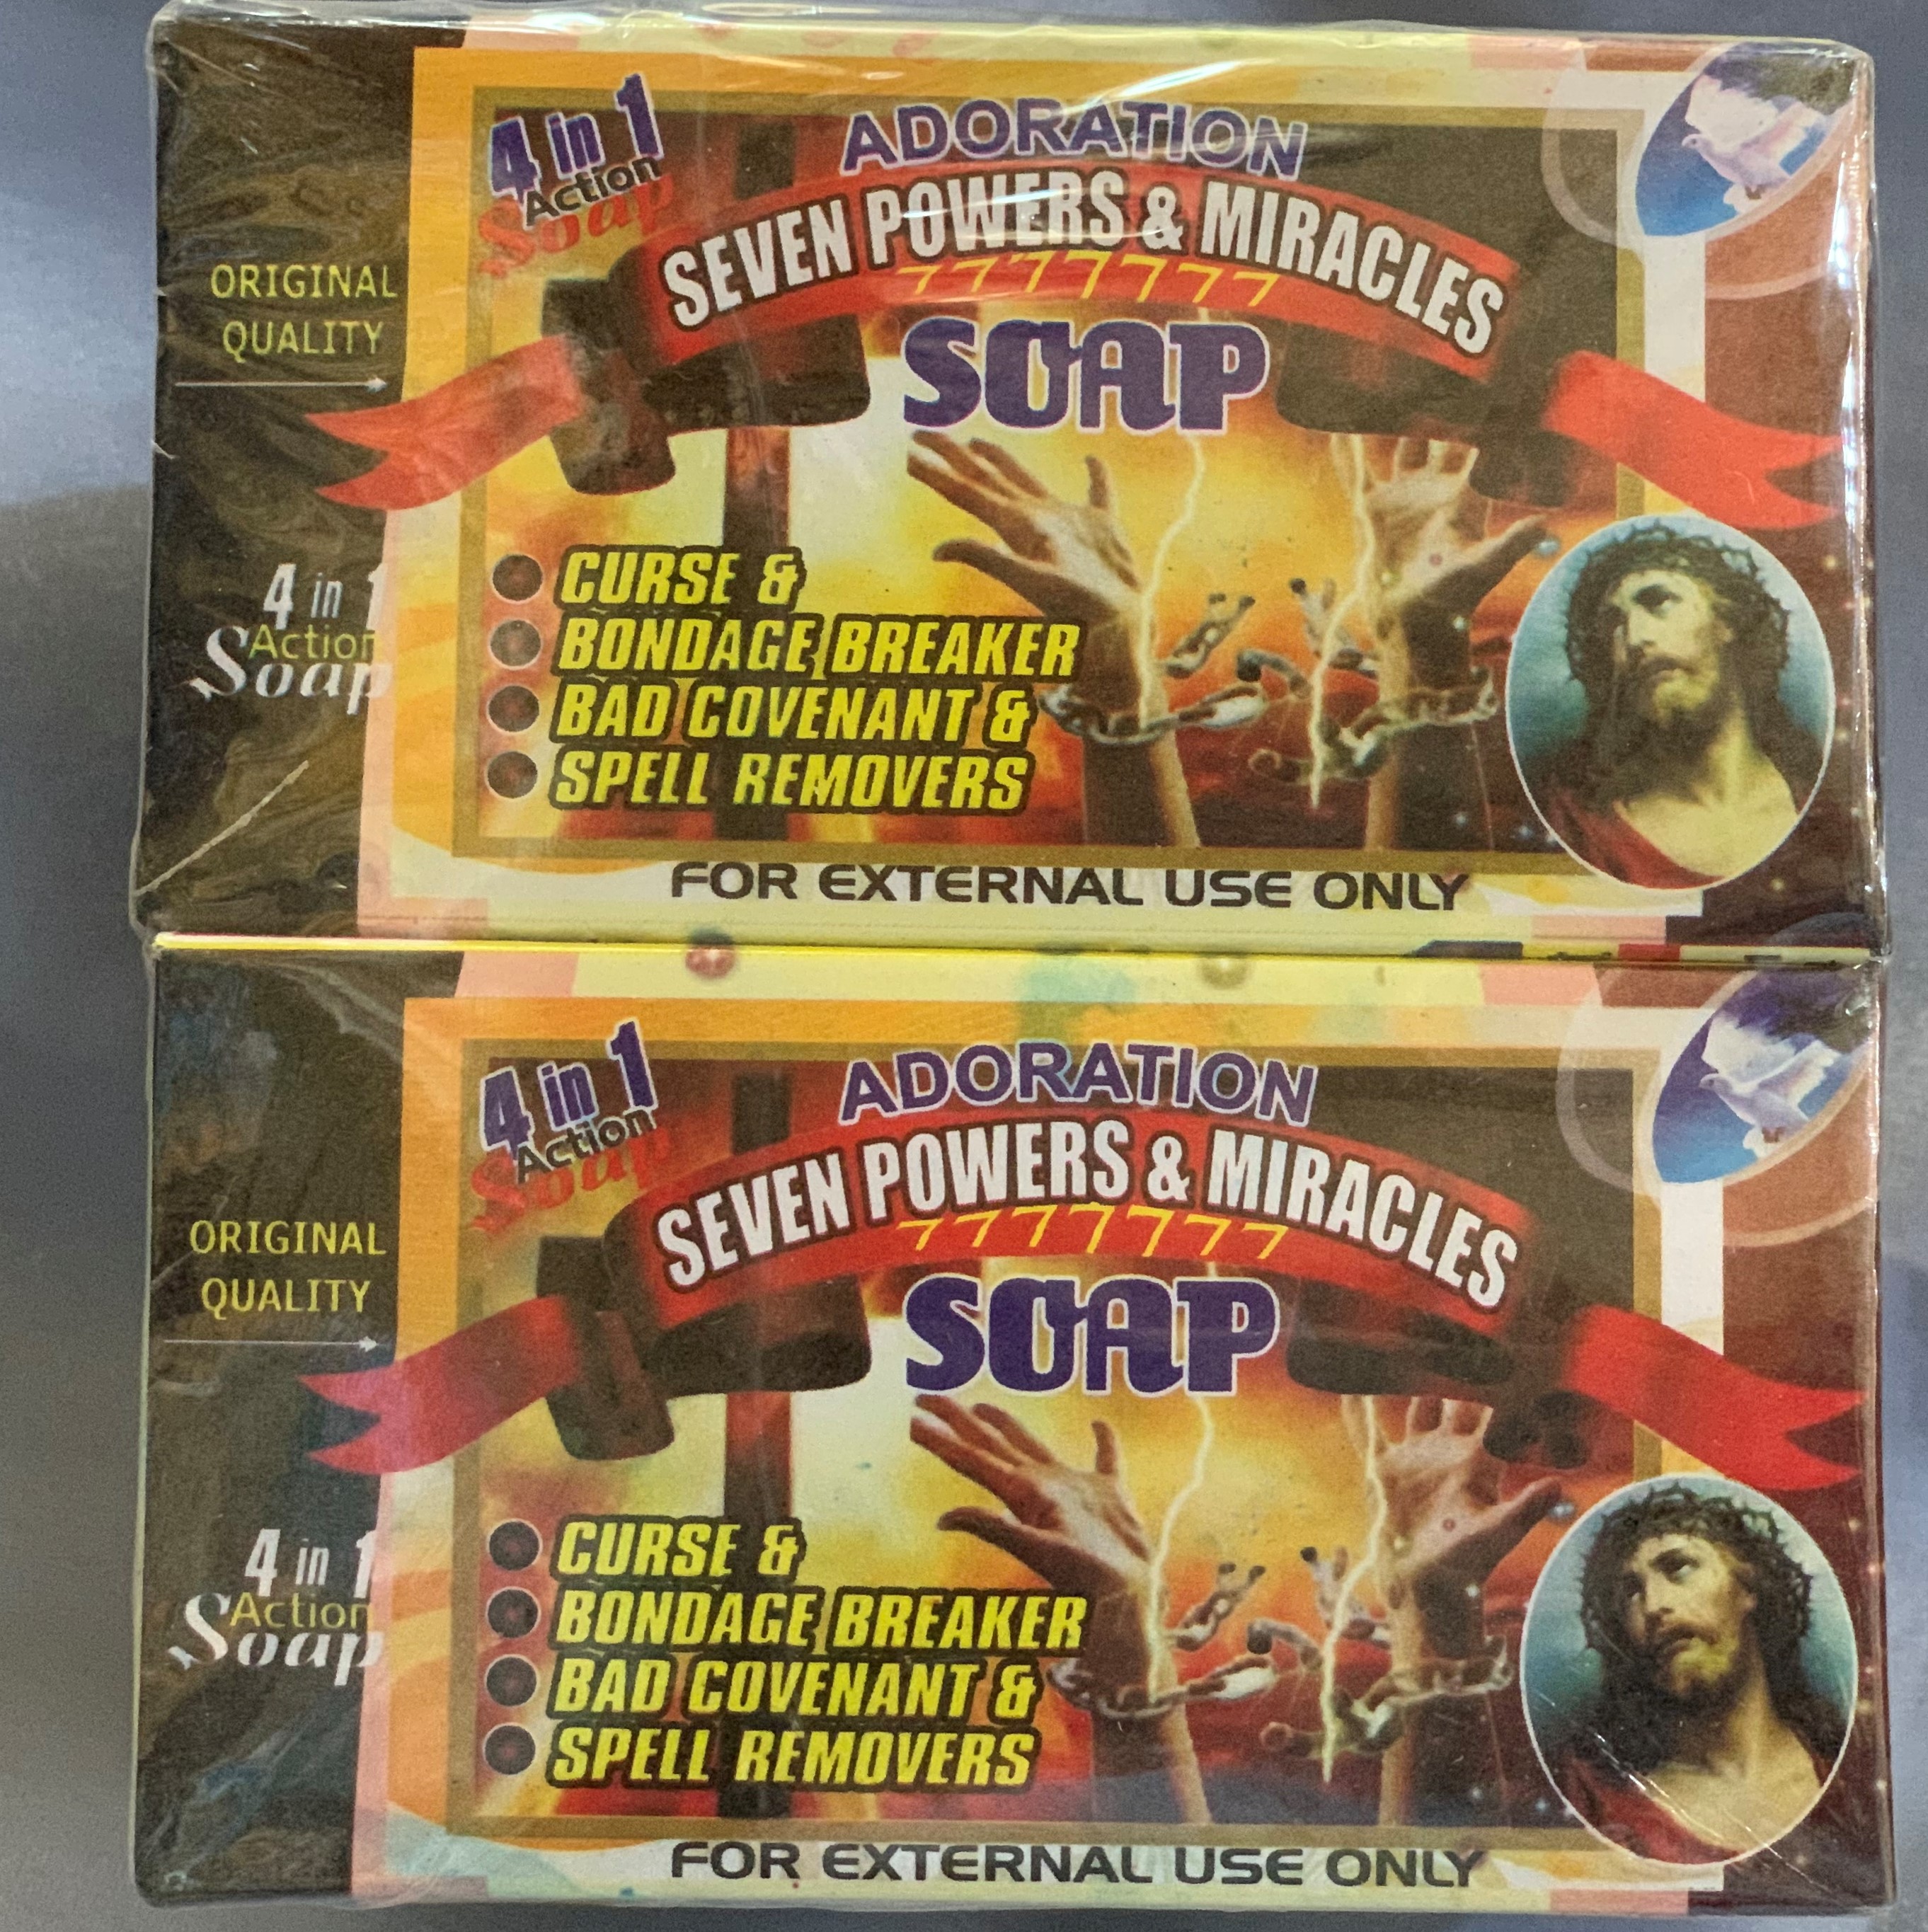 4 in 1
Action
Soap
ADORATION
SEVEN POWERS & MIRACLES
7777777
SOAP
ORIGINAL
QUALITY
4 in 1
Action
Soap
CURSE &
BONDAGE BREAKER
BAD COVENANT &
SPELL REMOVERS
FOR EXTERNAL USE ONLY
4 in 1
Action
Soap
ADORATION
SEVEN POWERS & MIRACLES
7777777
SOAP
ORIGINAL
QUALITY
4 in 1
Action
Soap
CURSE &
BONDAGE BREAKER
BAD COVENANT &
SPELL REMOVERS
FOR EXTERNAL USE ONLY